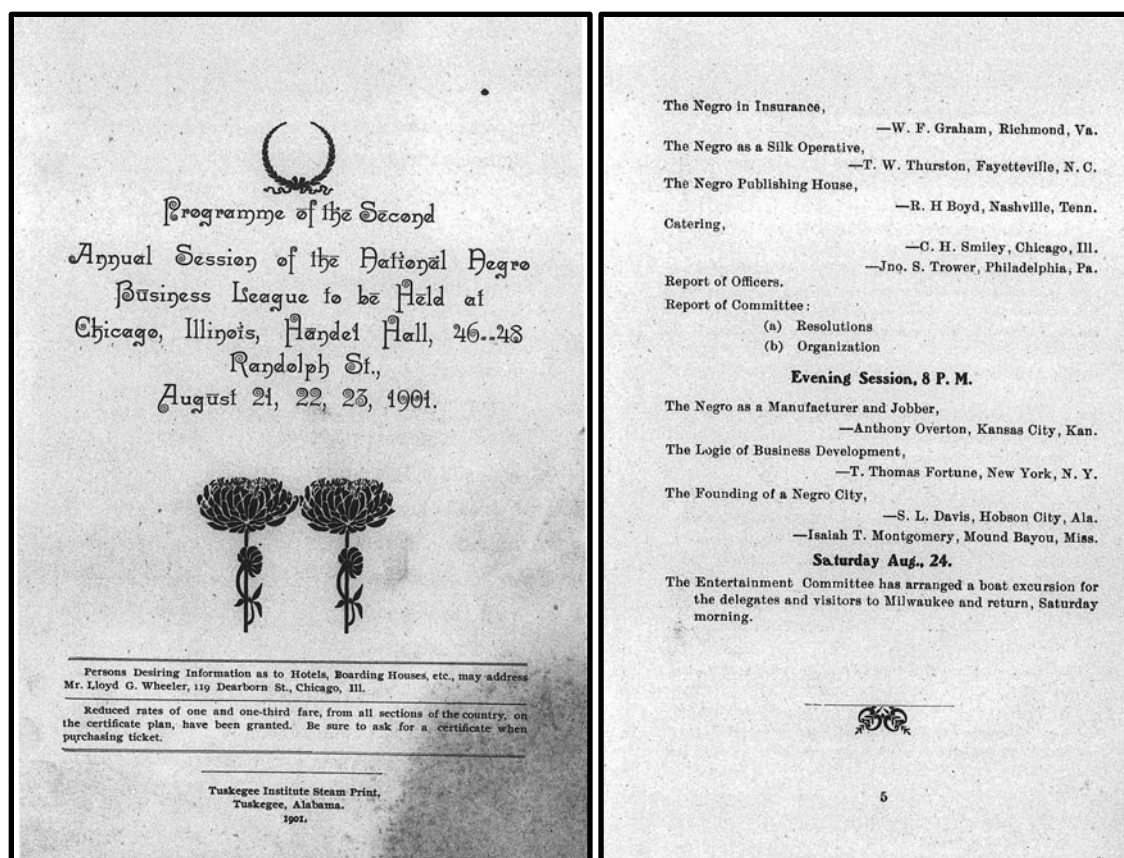 Programme of the Second
Annual Session of the National Negro
Business League to be Held at
Chicago, Illinois, Handel Hall, 46--48
Randolph St.,
August 21, 22, 23, 1901.
Persons Desiring Information as to Hotels, Boarding Houses, etc., may address
Mr. Lloyd G. Wheeler, 119 Dearborn St., Chicago, Ill.
Reduced rates of one and one-third fare, from all sections of the country, on
the certificate plan, have been granted. Be sure to ask for a certificate when
purchasing ticket.
Tuskegee Institute Steam Print,
Tuskegee, Alabama.
1901.
The Negro in Insurance,
—W. F. Graham, Richmond, Va.
The Negro as a Silk Operative,
—T. W. Thurston, Fayetteville, N. C.
The Negro Publishing House,
—R. H Boyd, Nashville, Tenn.
Catering,
—C. H. Smiley, Chicago, Ill.
—Jno. S. Trower, Philadelphia, Pa.
Report of Officers.
Report of Committee:
(a) Resolutions
(b) Organization
Evening Session, 8 P. M.
The Negro as a Manufacturer and Jobber,
—Anthony Overton, Kansas City, Kan.
The Logic of Business Development,
—T. Thomas Fortune, New York, N. Y.
The Founding of a Negro City,
—S. L. Davis, Hobson City, Ala.
—Isaiah T. Montgomery, Mound Bayou, Miss.
Saturday Aug., 24.
The Entertainment Committee has arranged a boat excursion for
the delegates and visitors to Milwaukee and return, Saturday
morning.
5